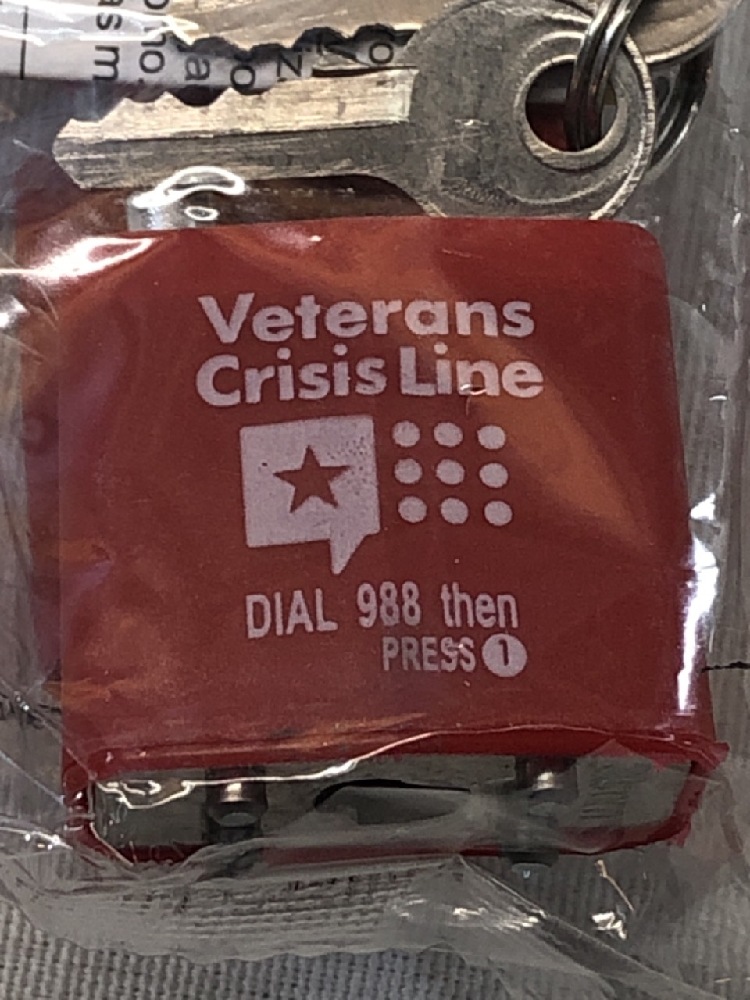 Veterans
Crisis Line
DIAL 988 then
PRESS 1